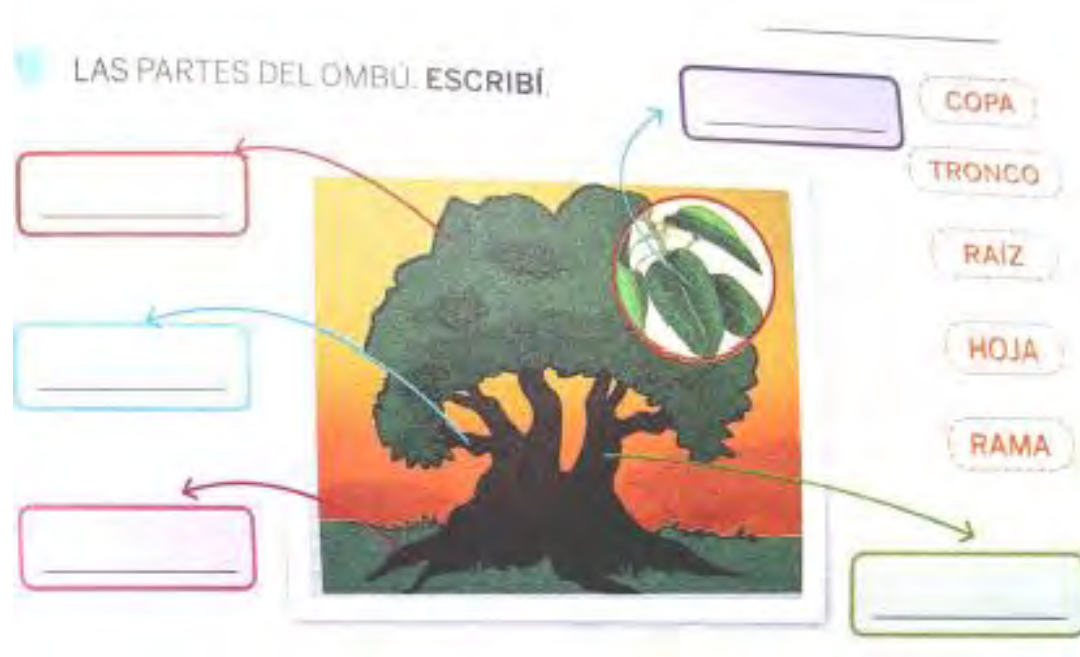 LAS PARTES DEL OMBÚ. ESCRIBÍ.
COPA
TRONCO
RAÍZ
HOJA
RAMA